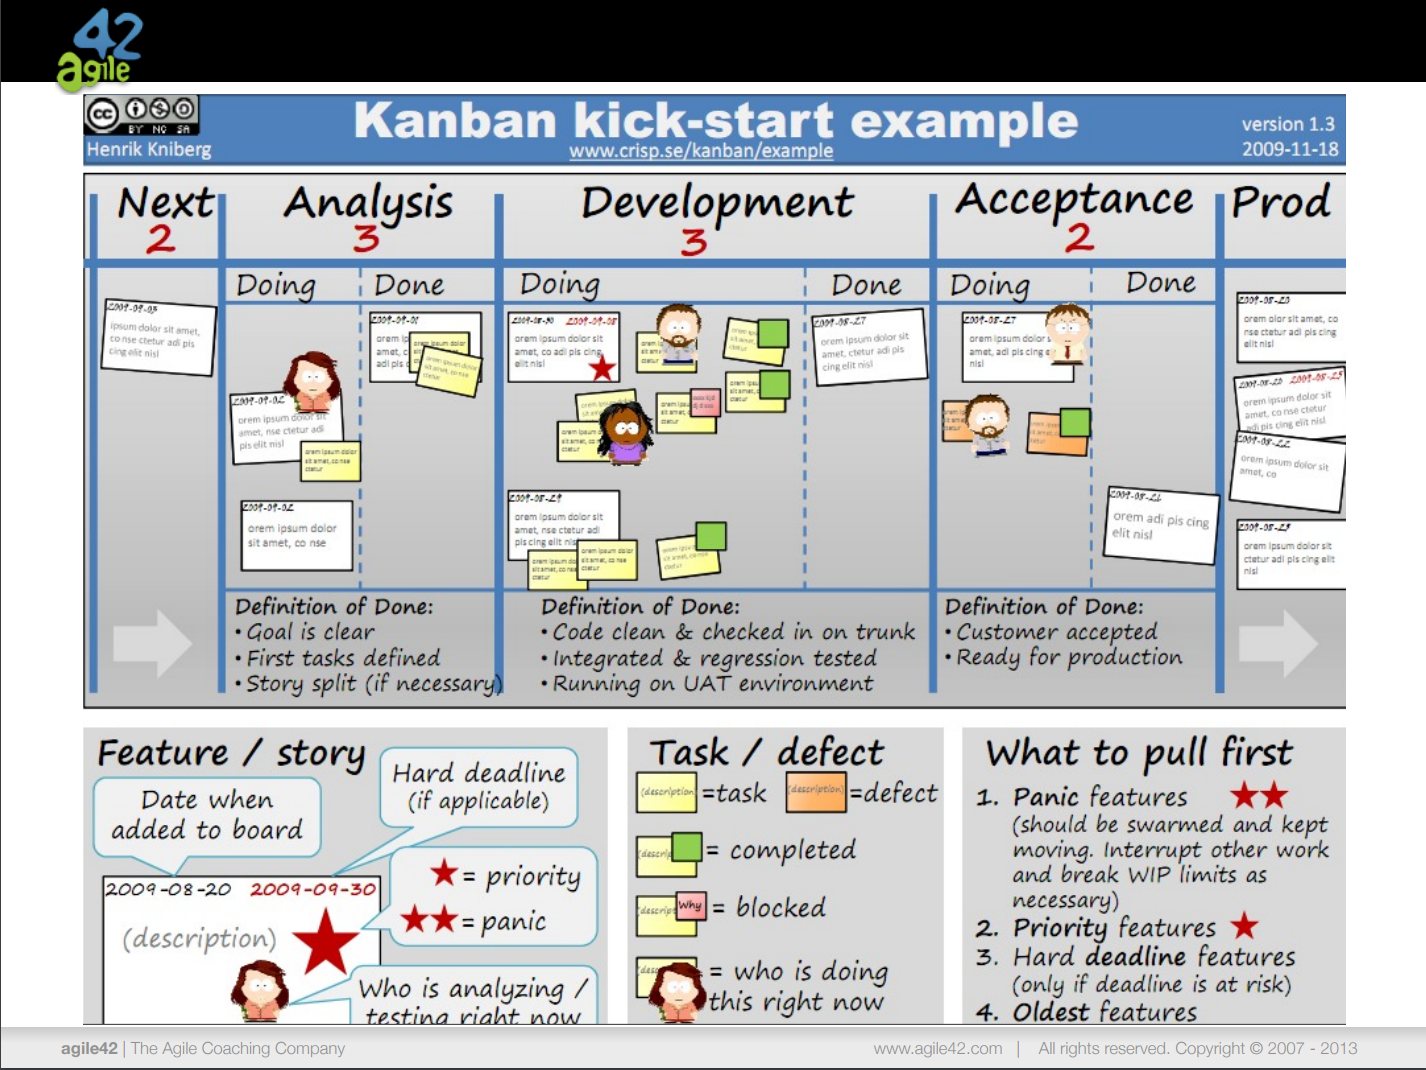 42
agile
cc BY NC SA
Henrik Kniberg
Kanban kick-start example
www.crisp.se/kanban/example
version 1.3
2009-11-18
Next
2
Analysis
3
Development
3
Acceptance
2
Prod
Doing
Done
Doing
Done
Doing
Done
2009-09-03
ipsum dolor sit amet,
co nse ctetur adi pis
cing elit nisl
2009-09-02
orem ipsum dolor sit
amet, nse ctetur adi
pis elit nisl
orem ipsum dolor
sit amet, co nse
ctetur
2009-09-02
orem ipsum dolor
sit amet, co nse
2009-09-01
orem ip
amet, c
adi pis c
2009-08-30 2009-09-08
orem ipsum dolor sit
amet, co adi pis cing
elit nisl
2009-08-29
orem ipsum dolor sit
amet, nse ctetur adi
pis cing elit nis
2009-08-27
orem ipsum dolor sit
amet, ctetur adi pis
cing elit nisl
2009-08-27
orem ipsum dolor s
amet, adi pis cing e
nisl
orem adi pis cing
elit nisl
2009-08-20
orem olor sit amet, co
nse ctetur adi pis cing
elit nisl
2009-08-20 2009-08-25
orem ipsum dolor sit
amet, co nse ctetur
adi pis cing elit nisl
2009-08-22
orem ipsum dolor sit
amet, co
2009-08-25
orem ipsum dolor sit
ctetur adi pis cing elit
nisl
Definition of Done:
• Goal is clear
• First tasks defined
• Story split (if necessary)
Definition of Done:
• Code clean & checked in on trunk
• Integrated & regression tested
• Running on UAT environment
Definition of Done:
• Customer accepted
• Ready for production
Feature / story
Date when
added to board
Hard deadline
(if applicable)
2009-08-20 2009-09-30
(description)
= priority
= panic
Who is analyzing /
testing right now
Task / defect
(description) =task
(description) =defect
= completed
Why = blocked
= who is doing
this right now
What to pull first
1. Panic features
(should be swarmed and kept
moving. Interrupt other work
and break WIP limits as
necessary)
2. Priority features
3. Hard deadline features
(only if deadline is at risk)
4. Oldest features
agile42 | The Agile Coaching Company
www.agile42.com | All rights reserved. Copyright © 2007 - 2013